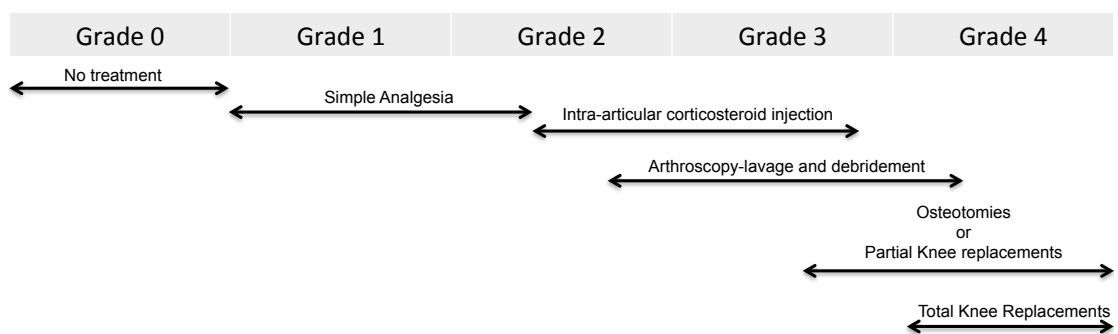 Grade 0 Grade 1 Grade 2 Grade 3 Grade 4
No treatment
Simple Analgesia
Intra-articular corticosteroid injection
Arthroscopy-lavage and debridement
Osteotomies
or
Partial Knee replacements
Total Knee Replacements